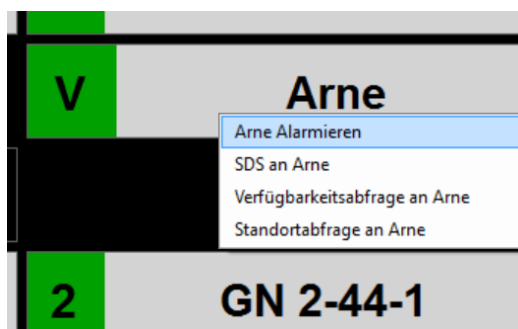 V Arne
Arne Alarmieren
SDS an Arne
Verfügbarkeitsabfrage an Arne
Standortabfrage an Arne
2 GN 2-44-1